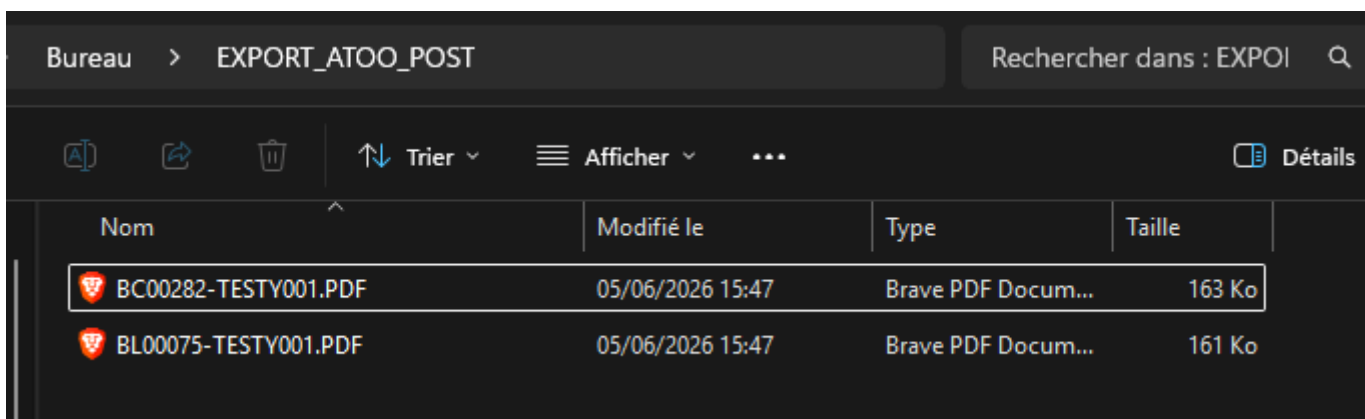 Bureau > EXPORT_ATOO_POST Rechercher dans : EXPOI
Trier Afficher ... Détails
Nom Modifié le Type Taille
BC00282-TESTY001.PDF 05/06/2026 15:47 Brave PDF Docum... 163 Ko
BL00075-TESTY001.PDF 05/06/2026 15:47 Brave PDF Docum... 161 Ko